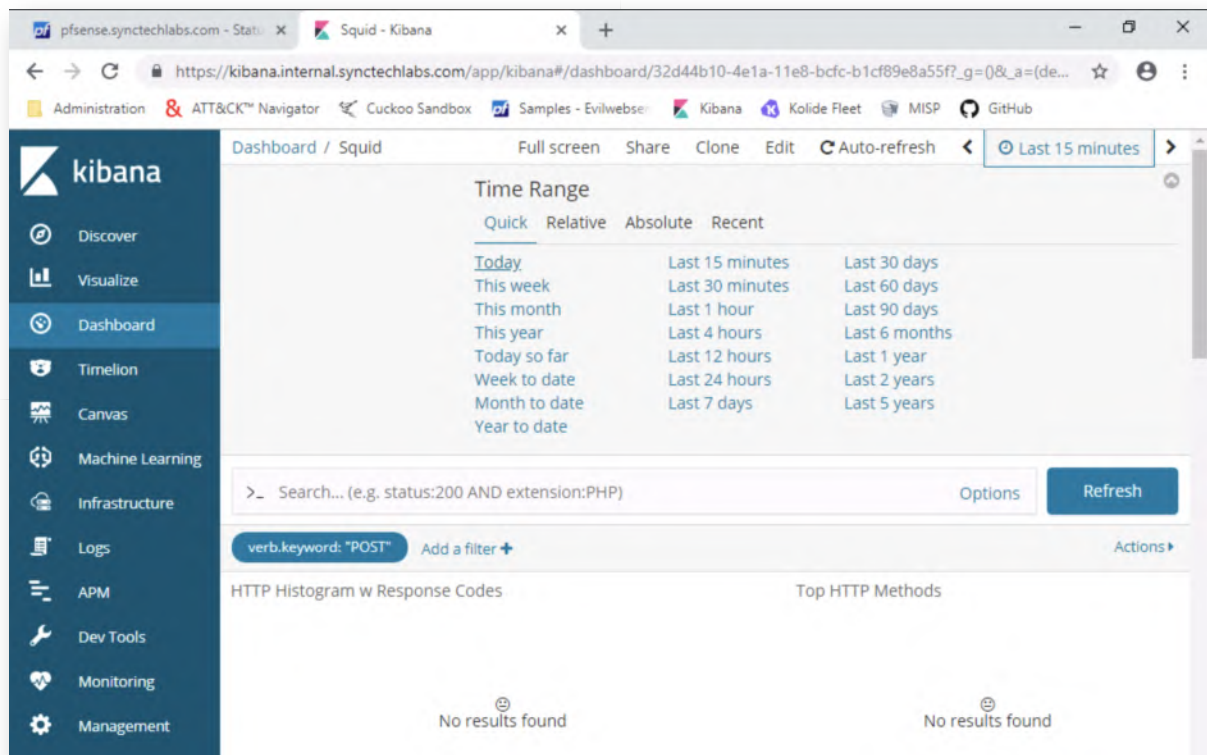 pfsense.synctechlabs.com - Statu
Squid - Kibana
https://kibana.internal.synctechlabs.com/app/kibana#/dashboard/32d44b10-4e1a-11e8-bcfc-b1cf89e8a55f?_g=()&_a=(de...
Administration ATT&CK™ Navigator Cuckoo Sandbox Samples - Evilwebse Kibana Kolide Fleet MISP GitHub
kibana
Dashboard / Squid Full screen Share Clone Edit Auto-refresh Last 15 minutes
Time Range
Quick Relative Absolute Recent
Today Last 15 minutes Last 30 days
This week Last 30 minutes Last 60 days
This month Last 1 hour Last 90 days
This year Last 4 hours Last 6 months
Today so far Last 12 hours Last 1 year
Week to date Last 24 hours Last 2 years
Month to date Last 7 days Last 5 years
Year to date
Discover
Visualize
Dashboard
Timelion
Canvas
Machine Learning
Infrastructure
Logs
APM
Dev Tools
Monitoring
Management
>_ Search... (e.g. status:200 AND extension:PHP) Options Refresh
verb.keyword: "POST" Add a filter + Actions
HTTP Histogram w Response Codes Top HTTP Methods
No results found No results found